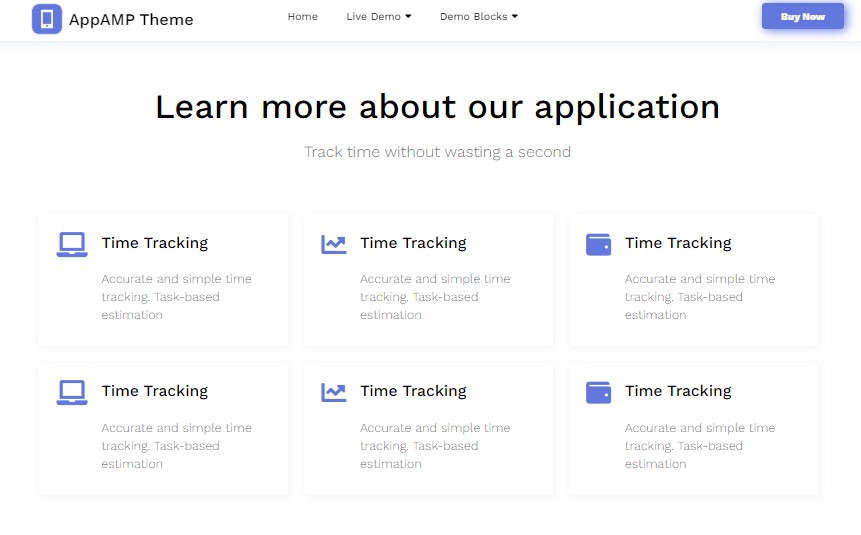 AppAMP Theme
Home
Live Demo
Demo Blocks
Buy Now
Learn more about our application
Track time without wasting a second
Time Tracking
Accurate and simple time
tracking. Task-based
estimation
Time Tracking
Accurate and simple time
tracking. Task-based
estimation
Time Tracking
Accurate and simple time
tracking. Task-based
estimation
Time Tracking
Accurate and simple time
tracking. Task-based
estimation
Time Tracking
Accurate and simple time
tracking. Task-based
estimation
Time Tracking
Accurate and simple time
tracking. Task-based
estimation